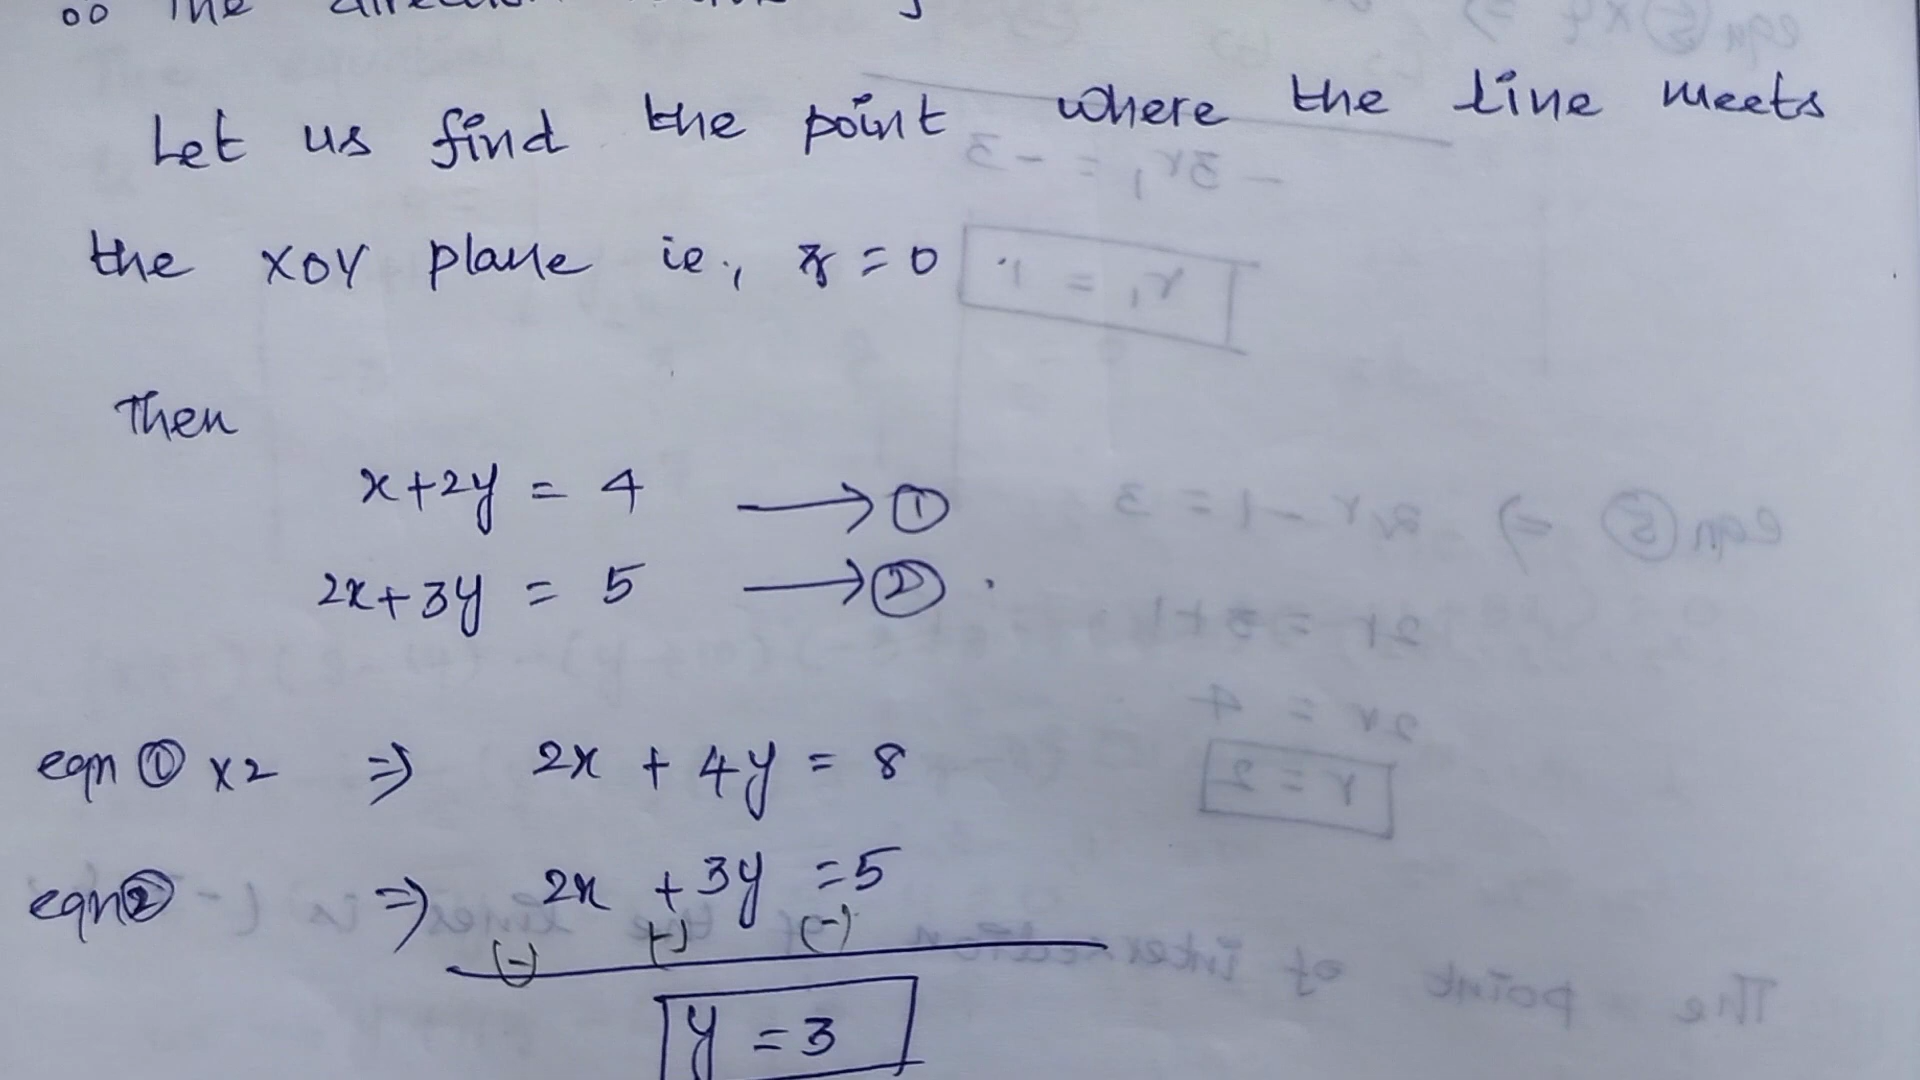 ∴ The
Let us find the point where the line meets
the XOY plane ie., z = 0
Then
x+2y = 4 → ①
2x+3y = 5 → ②.
eqn ① x2 ⇒ 2x + 4y = 8
eqn② ⇒ 2x + 3y = 5
(-) (-) (-)
y = 3